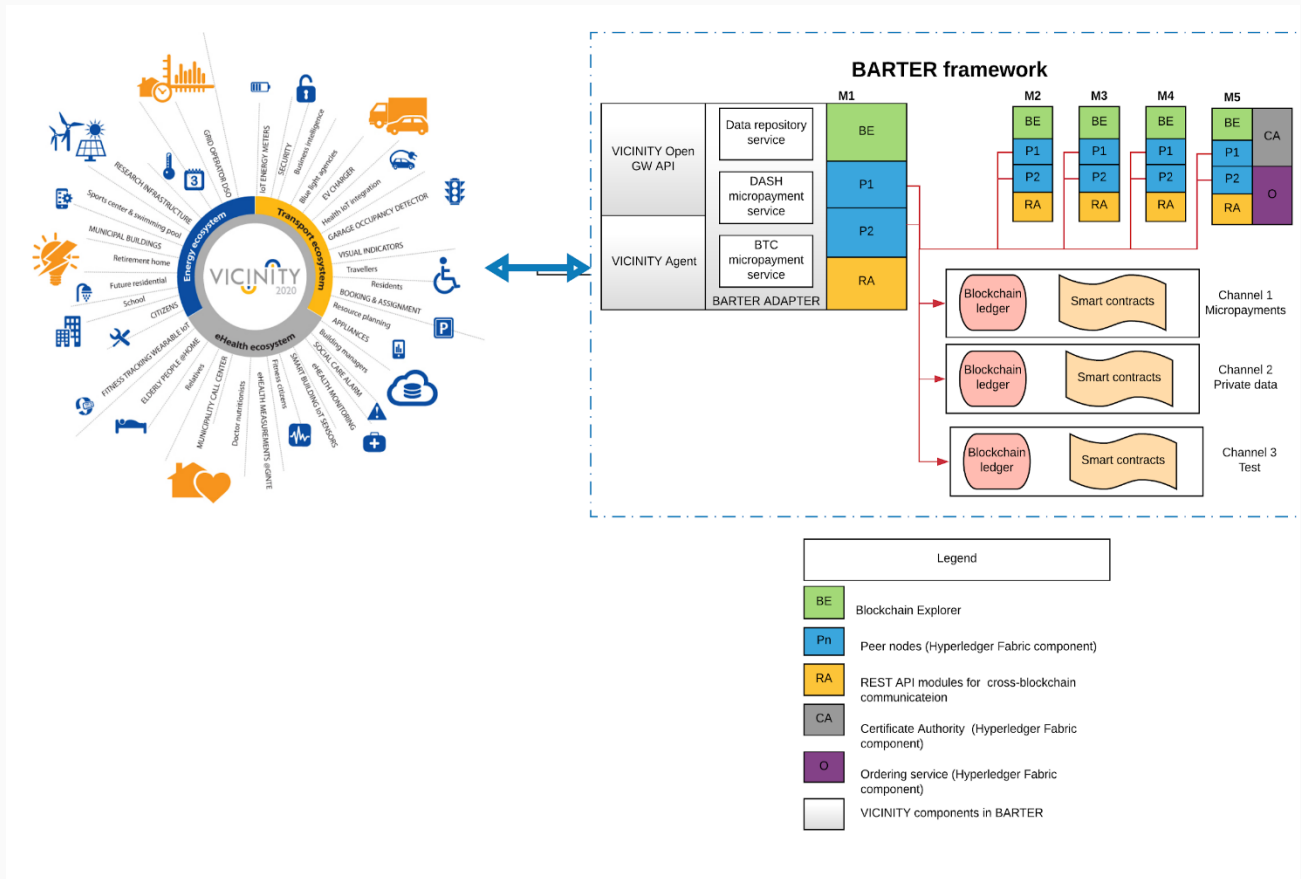 GRID OPERATOR DSO
RESEARCH INFRASTRUCTURE
3
Sports center & swimming pool
MUNICIPAL BUILDINGS
Retirement home
Future residential
School
CITIZENS
FITNESS TRACKING WEARABLE IoT
ELDERLY PEOPLE @HOME
Relatives
MUNICIPALITY CALL CENTER
Doctor nutritionists
eHEALTH MEASUREMENTS @GINTE
Fitness citizens
SMART BUILDING IoT SENSORS
eHEALTH MONITORING
SOCIAL CARE ALARM
Building managers
APPLIANCES
Resource planning
BOOKING & ASSIGNMENT
Residents
Travellers
VISUAL INDICATORS
GARAGE OCCUPANCY DETECTOR
Health IoT integration
EV CHARGER
Blue light agencies
Business intelligence
SECURITY
IoT ENERGY METERS
P
Energy ecosystem
Transport ecosystem
eHealth ecosystem
VICINITY
2020
BARTER framework
M1
M2
M3
M4
M5
VICINITY Open
GW API
VICINITY Agent
Data repository
service
DASH
micropayment
service
BTC
micropayment
service
BARTER ADAPTER
BE
P1
P2
RA
BE
P1
P2
RA
BE
P1
P2
RA
BE
P1
P2
RA
BE
P1
P2
RA
CA
O
Blockchain
ledger
Smart contracts
Channel 1
Micropayments
Blockchain
ledger
Smart contracts
Channel 2
Private data
Blockchain
ledger
Smart contracts
Channel 3
Test
Legend
BE
Blockchain Explorer
Pn
Peer nodes (Hyperledger Fabric component)
RA
REST API modules for cross-blockchain
communicateion
CA
Certificate Authority (Hyperledger Fabric
component)
O
Ordering service (Hyperledger Fabric
component)
VICINITY components in BARTER